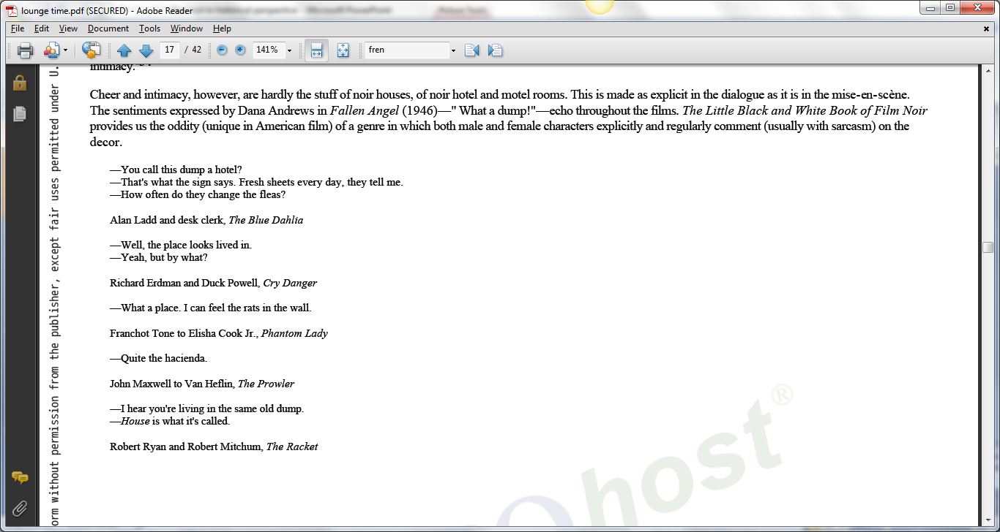 lounge time.pdf (SECURED) - Adobe Reader
File Edit View Document Tools Window Help
17 / 42 141% fren
intimacy."
Cheer and intimacy, however, are hardly the stuff of noir houses, of noir hotel and motel rooms. This is made as explicit in the dialogue as it is in the mise-en-scène.
The sentiments expressed by Dana Andrews in Fallen Angel (1946)—" What a dump!"—echo throughout the films. The Little Black and White Book of Film Noir
provides us the oddity (unique in American film) of a genre in which both male and female characters explicitly and regularly comment (usually with sarcasm) on the
decor.
—You call this dump a hotel?
—That's what the sign says. Fresh sheets every day, they tell me.
—How often do they change the fleas?
Alan Ladd and desk clerk, The Blue Dahlia
—Well, the place looks lived in.
—Yeah, but by what?
Richard Erdman and Duck Powell, Cry Danger
—What a place. I can feel the rats in the wall.
Franchot Tone to Elisha Cook Jr., Phantom Lady
—Quite the hacienda.
John Maxwell to Van Heflin, The Prowler
—I hear you're living in the same old dump.
—House is what it's called.
Robert Ryan and Robert Mitchum, The Racket
orm without permission from the publisher, except fair uses permitted under U.
host®